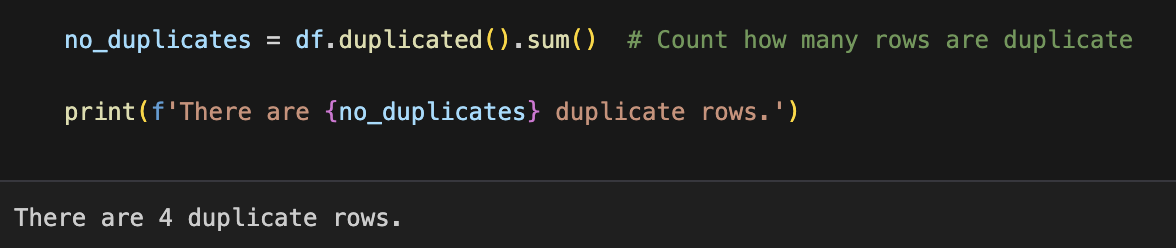 no_duplicates = df.duplicated().sum()  # Count how many rows are duplicate
print(f'There are {no_duplicates} duplicate rows.')
There are 4 duplicate rows.